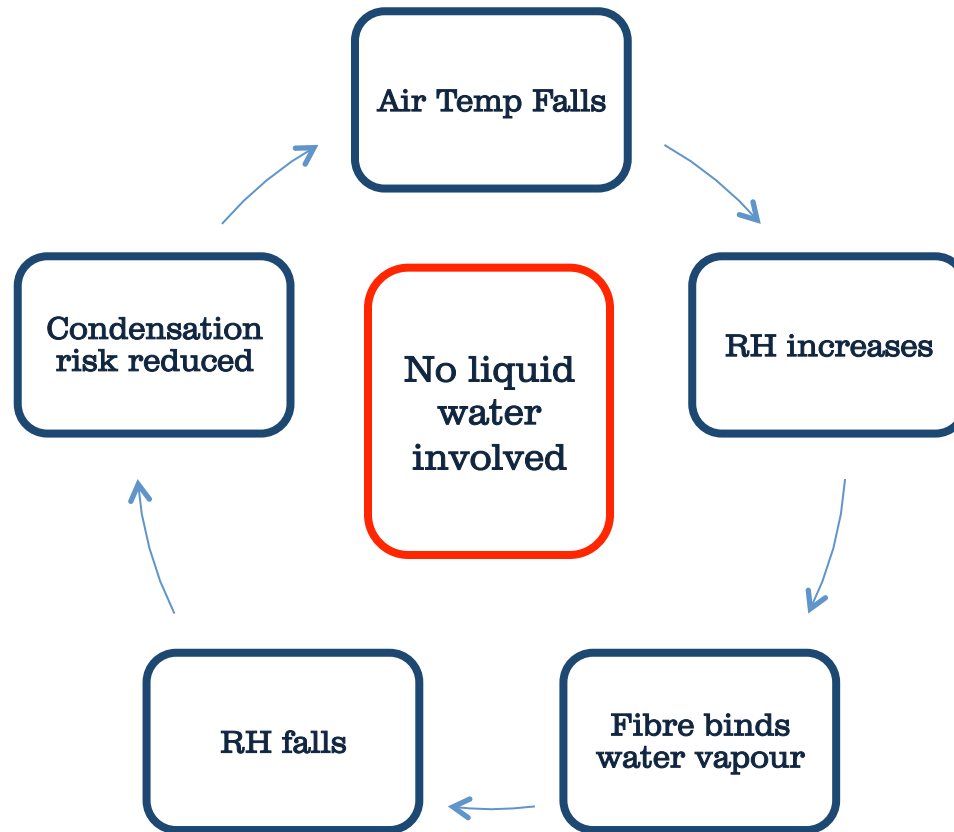 Air Temp Falls
RH increases
Fibre binds
water vapour
RH falls
Condensation
risk reduced
No liquid
water
involved